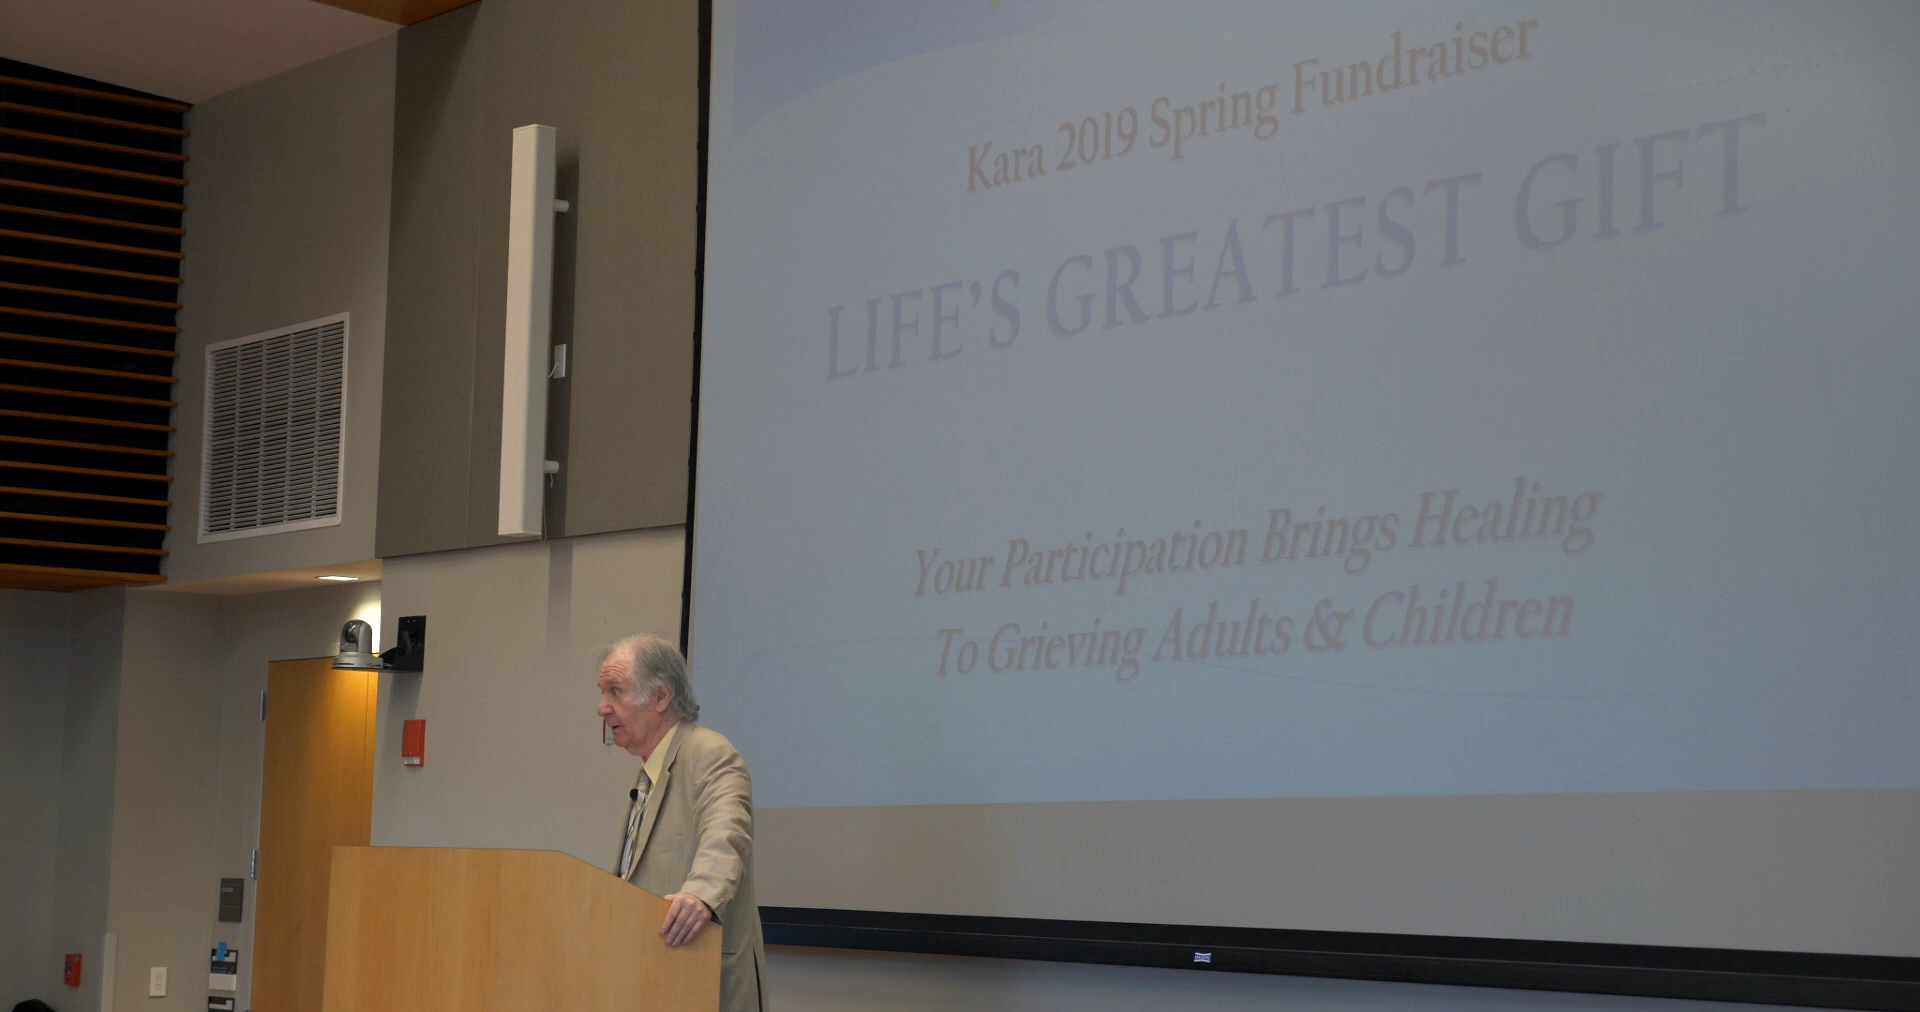 Kara 2019 Spring Fundraiser
LIFE'S GREATEST GIFT
Your Participation Brings Healing
To Grieving Adults & Children